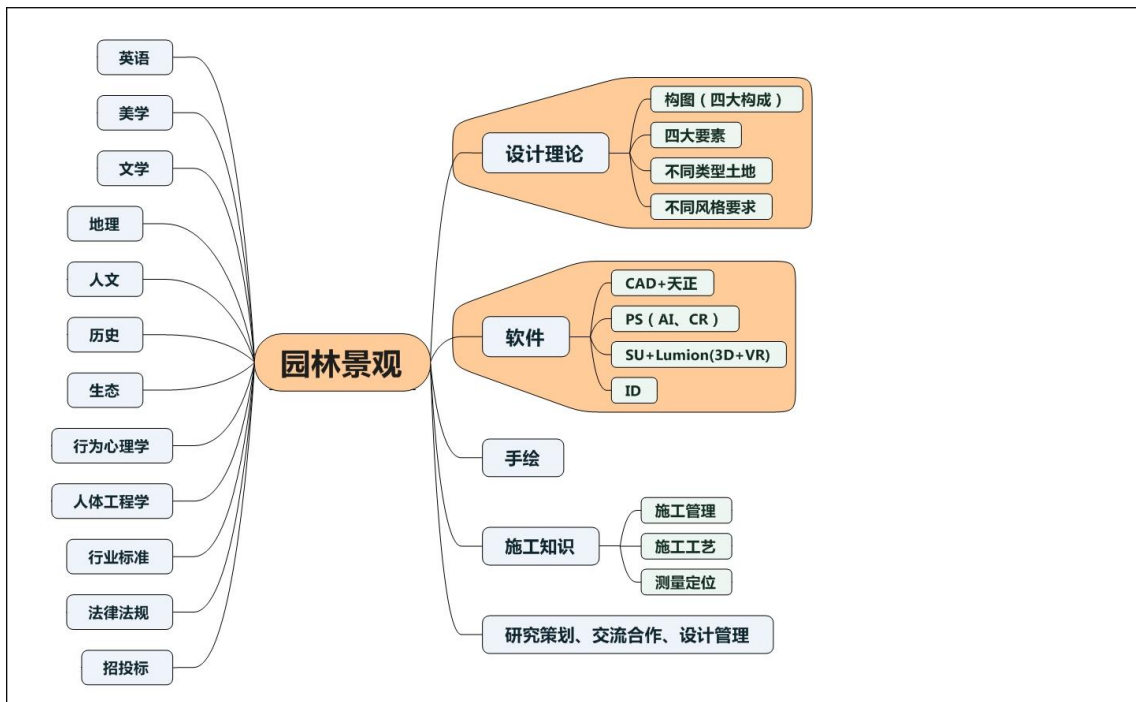 英语
美学
文学
地理
人文
历史
生态
行为心理学
人体工程学
行业标准
法律法规
招投标
园林景观
设计理论
构图（四大构成）
四大要素
不同类型土地
不同风格要求
软件
CAD+天正
PS（AI、CR）
SU+Lumion(3D+VR)
ID
手绘
施工知识
施工管理
施工工艺
测量定位
研究策划、交流合作、设计管理